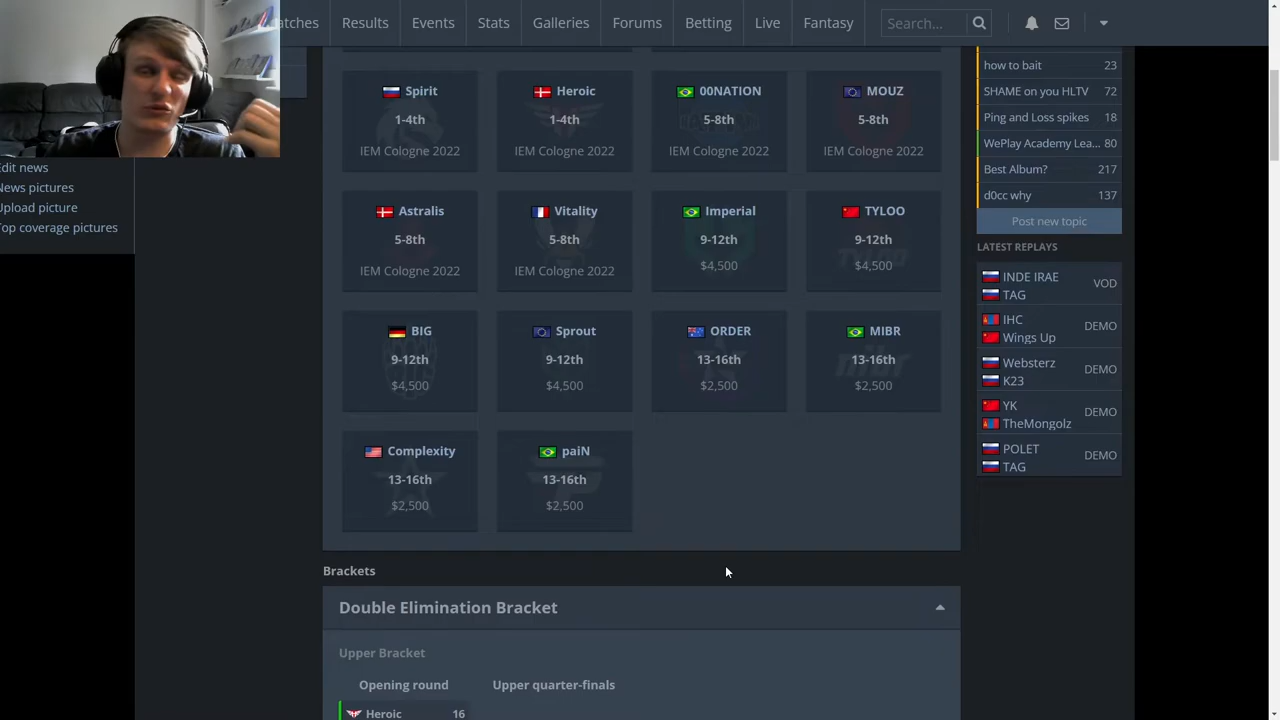 atches Results Events Stats Galleries Forums Betting Live Fantasy Search...
Edit news
News pictures
Upload picture
Top coverage pictures
Spirit
1-4th
IEM Cologne 2022
Heroic
1-4th
IEM Cologne 2022
00NATION
5-8th
IEM Cologne 2022
MOUZ
5-8th
IEM Cologne 2022
Astralis
5-8th
IEM Cologne 2022
Vitality
5-8th
IEM Cologne 2022
Imperial
9-12th
$4,500
TYLOO
9-12th
$4,500
BIG
9-12th
$4,500
Sprout
9-12th
$4,500
ORDER
13-16th
$2,500
MIBR
13-16th
$2,500
Complexity
13-16th
$2,500
paiN
13-16th
$2,500
Brackets
Double Elimination Bracket
Upper Bracket
Opening round Upper quarter-finals
Heroic 16
how to bait 23
SHAME on you HLTV 72
Ping and Loss spikes 18
WePlay Academy Lea... 80
Best Album? 217
d0cc why 137
Post new topic
LATEST REPLAYS
INDE IRAE
TAG
VOD
IHC
Wings Up
DEMO
Websterz
K23
DEMO
YK
TheMongolz
DEMO
POLET
TAG
DEMO